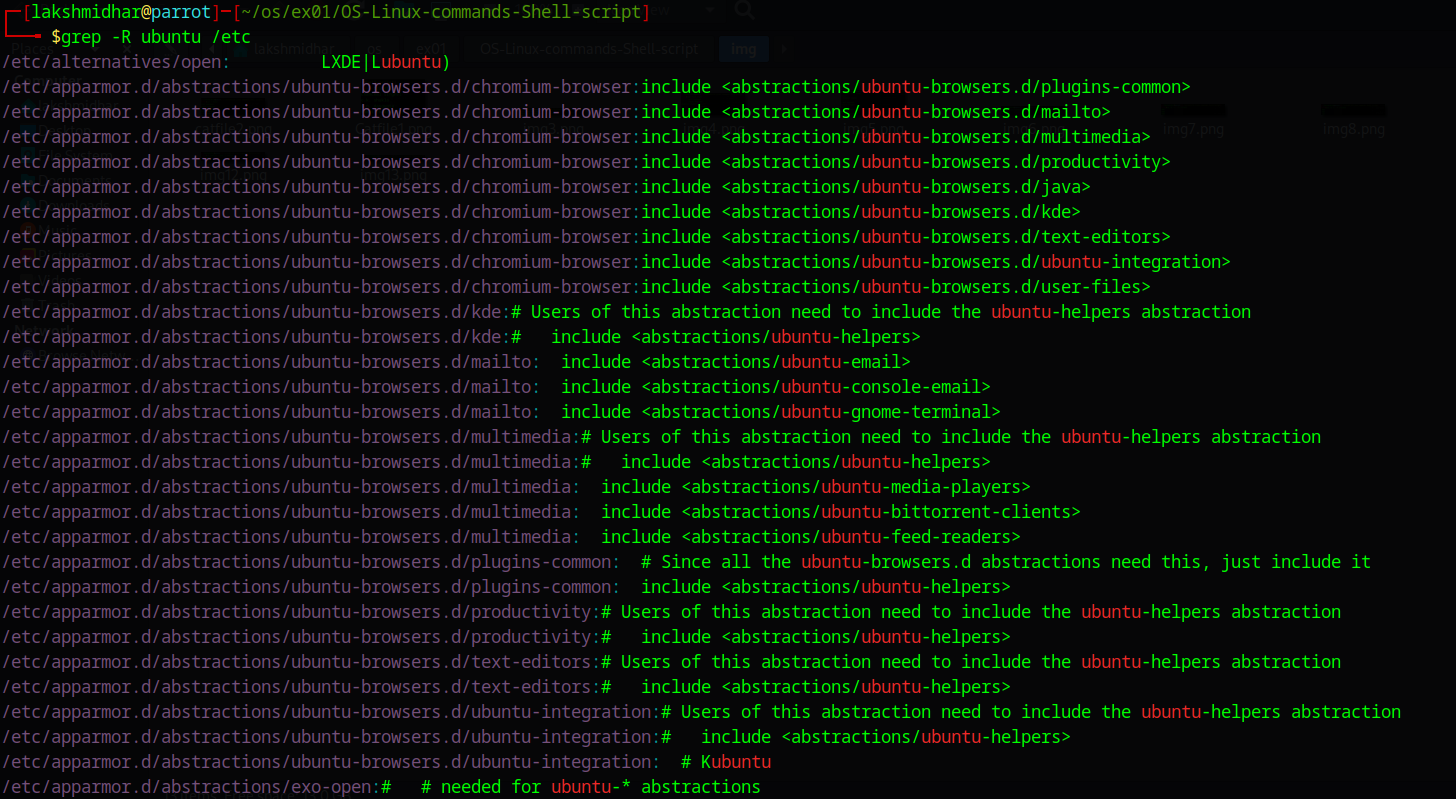 ┌─[lakshmidhar@parrot]─[~/os/ex01/OS-Linux-commands-Shell-script]
└──╼ $grep -R ubuntu /etc
/etc/alternatives/open:         LXDE|Lubuntu)
/etc/apparmor.d/abstractions/ubuntu-browsers.d/chromium-browser:include <abstractions/ubuntu-browsers.d/plugins-common>
/etc/apparmor.d/abstractions/ubuntu-browsers.d/chromium-browser:include <abstractions/ubuntu-browsers.d/mailto>
/etc/apparmor.d/abstractions/ubuntu-browsers.d/chromium-browser:include <abstractions/ubuntu-browsers.d/multimedia>
/etc/apparmor.d/abstractions/ubuntu-browsers.d/chromium-browser:include <abstractions/ubuntu-browsers.d/productivity>
/etc/apparmor.d/abstractions/ubuntu-browsers.d/chromium-browser:include <abstractions/ubuntu-browsers.d/java>
/etc/apparmor.d/abstractions/ubuntu-browsers.d/chromium-browser:include <abstractions/ubuntu-browsers.d/kde>
/etc/apparmor.d/abstractions/ubuntu-browsers.d/chromium-browser:include <abstractions/ubuntu-browsers.d/text-editors>
/etc/apparmor.d/abstractions/ubuntu-browsers.d/chromium-browser:include <abstractions/ubuntu-browsers.d/ubuntu-integration>
/etc/apparmor.d/abstractions/ubuntu-browsers.d/chromium-browser:include <abstractions/ubuntu-browsers.d/user-files>
/etc/apparmor.d/abstractions/ubuntu-browsers.d/kde:# Users of this abstraction need to include the ubuntu-helpers abstraction
/etc/apparmor.d/abstractions/ubuntu-browsers.d/kde:#   include <abstractions/ubuntu-helpers>
/etc/apparmor.d/abstractions/ubuntu-browsers.d/mailto:  include <abstractions/ubuntu-email>
/etc/apparmor.d/abstractions/ubuntu-browsers.d/mailto:  include <abstractions/ubuntu-console-email>
/etc/apparmor.d/abstractions/ubuntu-browsers.d/mailto:  include <abstractions/ubuntu-gnome-terminal>
/etc/apparmor.d/abstractions/ubuntu-browsers.d/multimedia:# Users of this abstraction need to include the ubuntu-helpers abstraction
/etc/apparmor.d/abstractions/ubuntu-browsers.d/multimedia:#   include <abstractions/ubuntu-helpers>
/etc/apparmor.d/abstractions/ubuntu-browsers.d/multimedia:  include <abstractions/ubuntu-media-players>
/etc/apparmor.d/abstractions/ubuntu-browsers.d/multimedia:  include <abstractions/ubuntu-bittorrent-clients>
/etc/apparmor.d/abstractions/ubuntu-browsers.d/multimedia:  include <abstractions/ubuntu-feed-readers>
/etc/apparmor.d/abstractions/ubuntu-browsers.d/plugins-common:  # Since all the ubuntu-browsers.d abstractions need this, just include it
/etc/apparmor.d/abstractions/ubuntu-browsers.d/plugins-common:  include <abstractions/ubuntu-helpers>
/etc/apparmor.d/abstractions/ubuntu-browsers.d/productivity:# Users of this abstraction need to include the ubuntu-helpers abstraction
/etc/apparmor.d/abstractions/ubuntu-browsers.d/productivity:#   include <abstractions/ubuntu-helpers>
/etc/apparmor.d/abstractions/ubuntu-browsers.d/text-editors:# Users of this abstraction need to include the ubuntu-helpers abstraction
/etc/apparmor.d/abstractions/ubuntu-browsers.d/text-editors:#   include <abstractions/ubuntu-helpers>
/etc/apparmor.d/abstractions/ubuntu-browsers.d/ubuntu-integration:# Users of this abstraction need to include the ubuntu-helpers abstraction
/etc/apparmor.d/abstractions/ubuntu-browsers.d/ubuntu-integration:#   include <abstractions/ubuntu-helpers>
/etc/apparmor.d/abstractions/ubuntu-browsers.d/ubuntu-integration:  # Kubuntu
/etc/apparmor.d/abstractions/exo-open:#   # needed for ubuntu-* abstractions